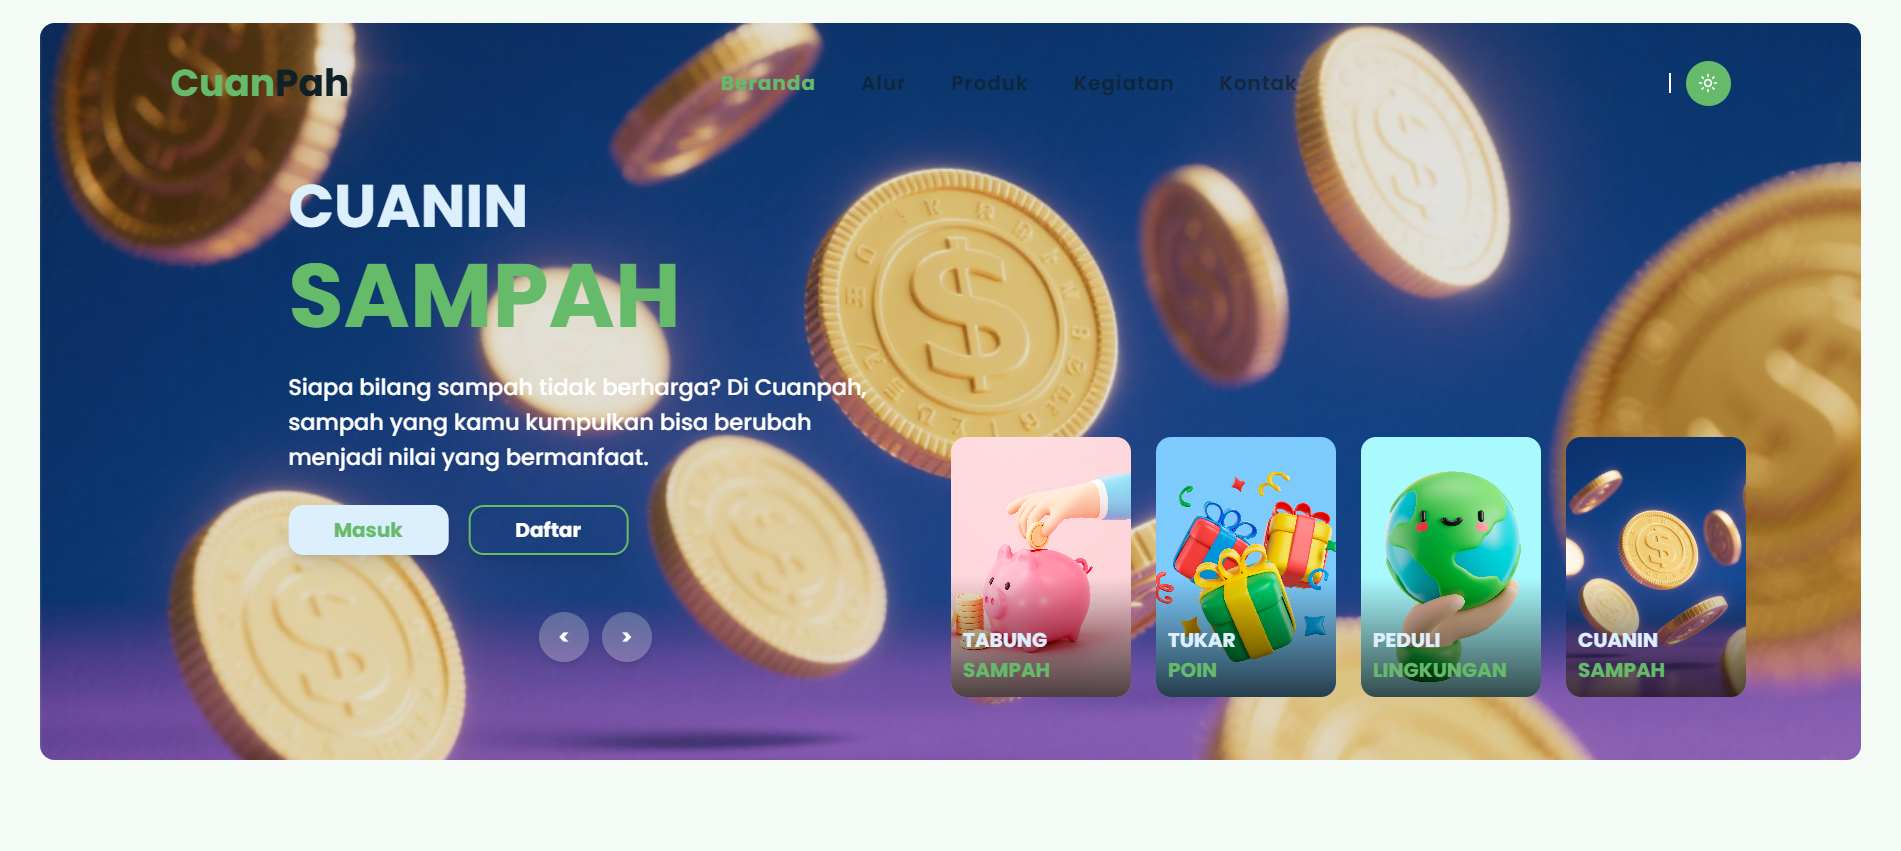 CuanPah
Beranda Alur Produk Kegiatan Kontak
CUANIN
SAMPAH
Siapa bilang sampah tidak berharga? Di Cuanpah,
sampah yang kamu kumpulkan bisa berubah
menjadi nilai yang bermanfaat.
Masuk Daftar
< >
TABUNG
SAMPAH
TUKAR
POIN
PEDULI
LINGKUNGAN
CUANIN
SAMPAH